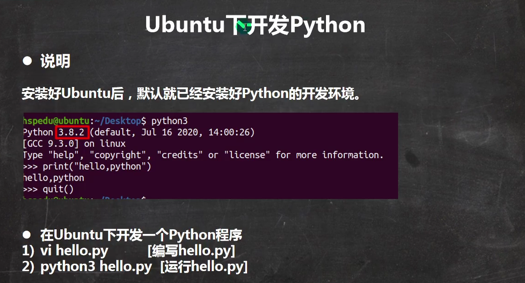 Ubuntu下开发Python
● 说明
安装好Ubuntu后，默认就已经安装好Python的开发环境。
hspedu@ubuntu:~/Desktop$ python3
Python 3.8.2 (default, Jul 16 2020, 14:00:26)
[GCC 9.3.0] on linux
Type "help", "copyright", "credits" or "license" for more information.
>>> print("hello,python")
hello,python
>>> quit()
● 在Ubuntu下开发一个Python程序
1) vi hello.py [编写hello.py]
2) python3 hello.py [运行hello.py]